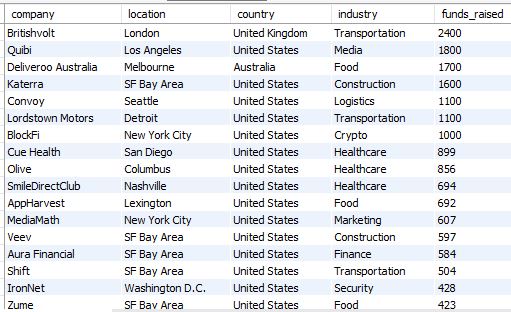 company location country industry funds_raised
Britishvolt London United Kingdom Transportation 2400
Quibi Los Angeles United States Media 1800
Deliveroo Australia Melbourne Australia Food 1700
Katerra SF Bay Area United States Construction 1600
Convoy Seattle United States Logistics 1100
Lordstown Motors Detroit United States Transportation 1100
BlockFi New York City United States Crypto 1000
Cue Health San Diego United States Healthcare 899
Olive Columbus United States Healthcare 856
SmileDirectClub Nashville United States Healthcare 694
AppHarvest Lexington United States Food 692
MediaMath New York City United States Marketing 607
Veev SF Bay Area United States Construction 597
Aura Financial SF Bay Area United States Finance 584
Shift SF Bay Area United States Transportation 504
IronNet Washington D.C. United States Security 428
Zume SF Bay Area United States Food 423